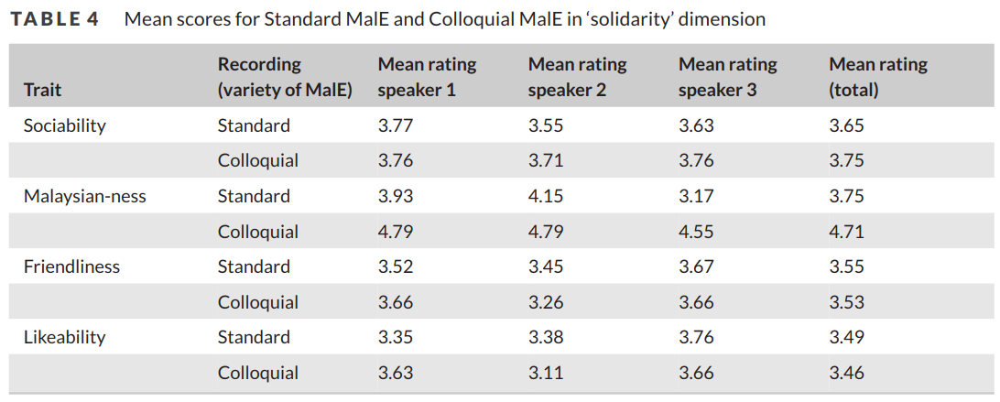 TABLE 4 Mean scores for Standard MalE and Colloquial MalE in ‘solidarity’ dimension
Trait Recording (variety of MalE) Mean rating speaker 1 Mean rating speaker 2 Mean rating speaker 3 Mean rating (total)
Sociability Standard 3.77 3.55 3.63 3.65
Colloquial 3.76 3.71 3.76 3.75
Malaysian-ness Standard 3.93 4.15 3.17 3.75
Colloquial 4.79 4.79 4.55 4.71
Friendliness Standard 3.52 3.45 3.67 3.55
Colloquial 3.66 3.26 3.66 3.53
Likeability Standard 3.35 3.38 3.76 3.49
Colloquial 3.63 3.11 3.66 3.46